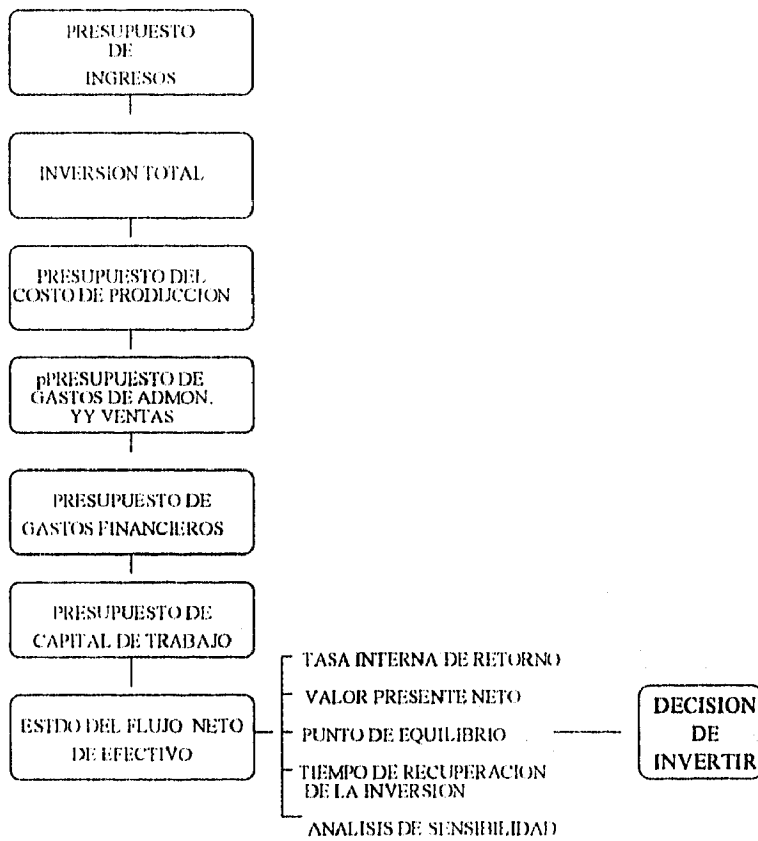 PRESUPUESTO
DE
INGRESOS
INVERSION TOTAL
PRESUPUESTO DEL
COSTO DE PRODUCCION
pPRESUPUESTO DE
GASTOS DE ADMON.
YY VENTAS
PRESUPUESTO DE
GASTOS FINANCIEROS
PRESUPUESTO DE
CAPITAL DE TRABAJO
ESTDO DEL FLUJO NETO
DE EFECTIVO
TASA INTERNA DE RETORNO
VALOR PRESENTE NETO
PUNTO DE EQUILIBRIO
TIEMPO DE RECUPERACION
DE LA INVERSION
ANALISIS DE SENSIBILIDAD
DECISION
DE
INVERTIR